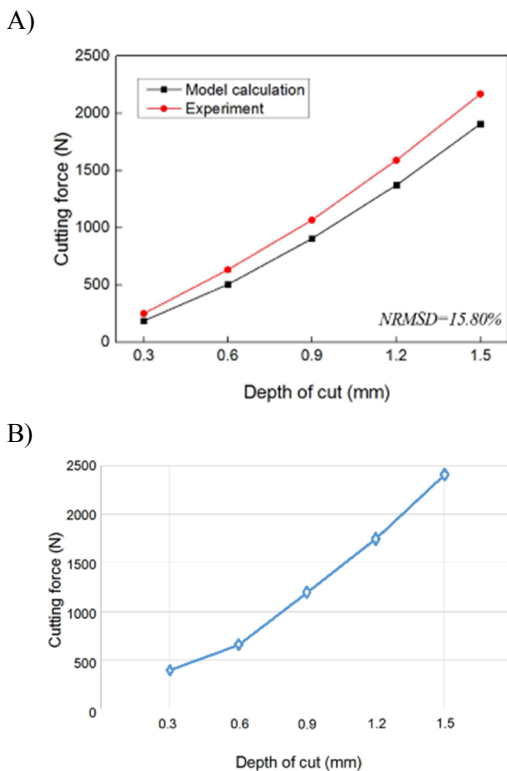 A)
2500
2000
1500
1000
500
0
Cutting force (N)
Model calculation
Experiment
NRMSD=15.80%
0.3 0.6 0.9 1.2 1.5
Depth of cut (mm)
B)
2500
2000
1500
1000
500
0
Cutting force (N)
0.3 0.6 0.9 1.2 1.5
Depth of cut (mm)